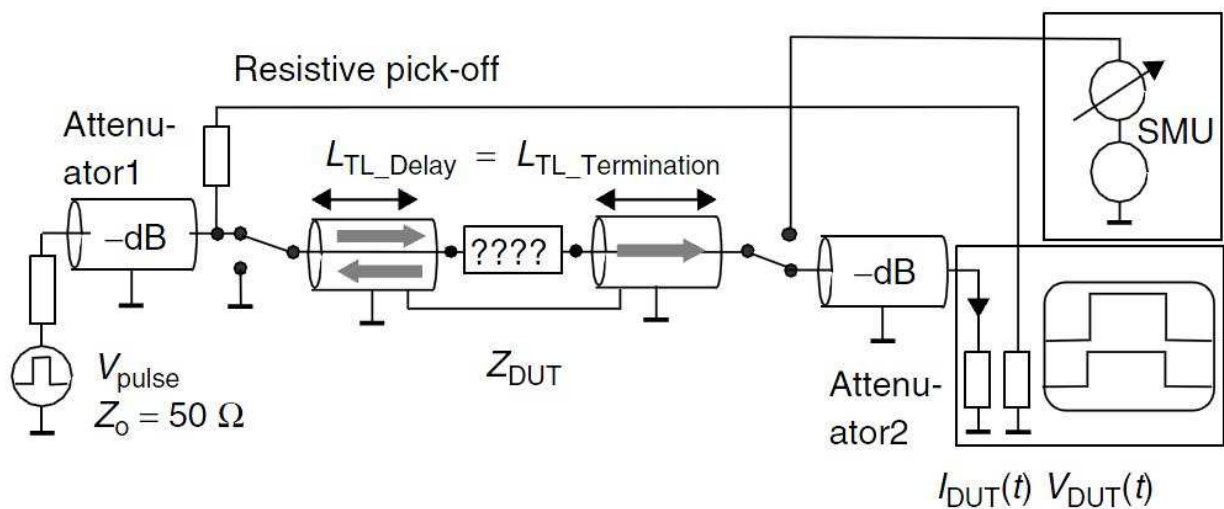 Resistive pick-off
Attenu-
ator1
L_TL_Delay = L_TL_Termination
SMU
–dB
????
–dB
V_pulse
Z_o = 50 Ω
Z_DUT
Attenu-
ator2
I_DUT(t) V_DUT(t)